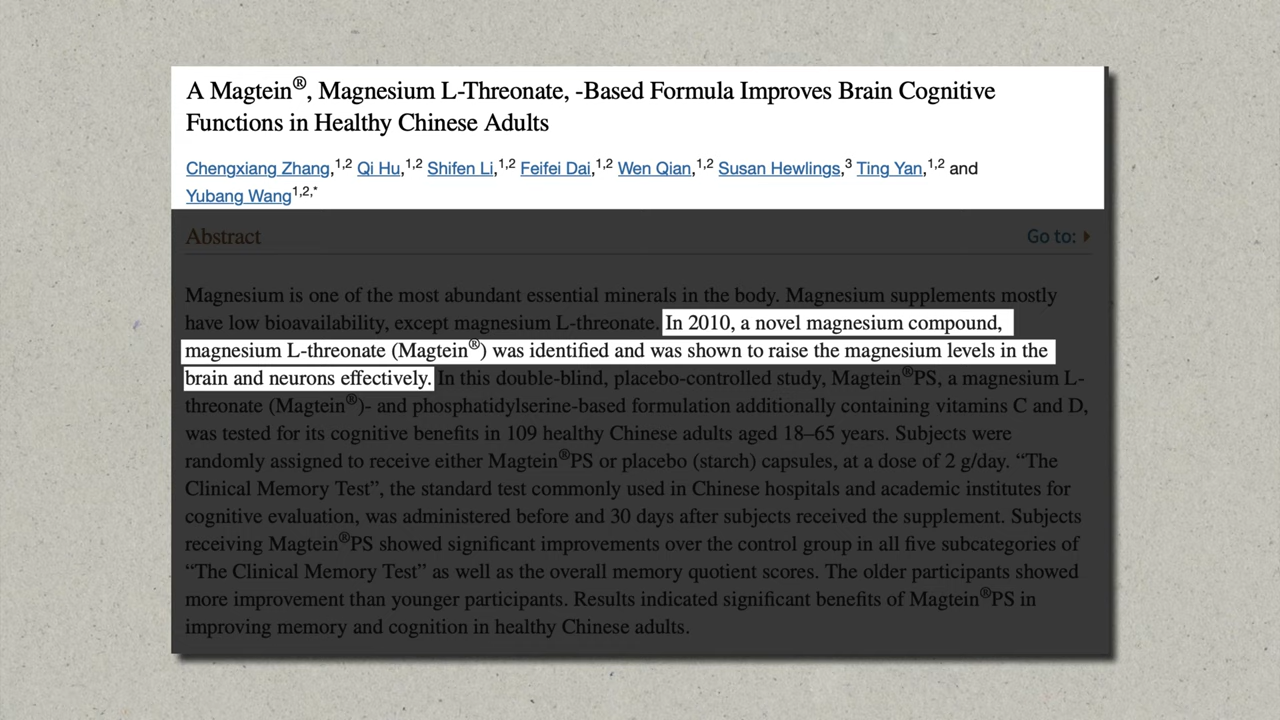 A Magtein®, Magnesium L-Threonate, -Based Formula Improves Brain Cognitive
Functions in Healthy Chinese Adults
Chengxiang Zhang,1,2 Qi Hu,1,2 Shifen Li,1,2 Feifei Dai,1,2 Wen Qian,1,2 Susan Hewlings,3 Ting Yan,1,2 and
Yubang Wang1,2,*
Abstract
Go to:
Magnesium is one of the most abundant essential minerals in the body. Magnesium supplements mostly
have low bioavailability, except magnesium L-threonate. In 2010, a novel magnesium compound,
magnesium L-threonate (Magtein®) was identified and was shown to raise the magnesium levels in the
brain and neurons effectively. In this double-blind, placebo-controlled study, Magtein®PS, a magnesium L-
threonate (Magtein®)- and phosphatidylserine-based formulation additionally containing vitamins C and D,
was tested for its cognitive benefits in 109 healthy Chinese adults aged 18–65 years. Subjects were
randomly assigned to receive either Magtein®PS or placebo (starch) capsules, at a dose of 2 g/day. “The
Clinical Memory Test”, the standard test commonly used in Chinese hospitals and academic institutes for
cognitive evaluation, was administered before and 30 days after subjects received the supplement. Subjects
receiving Magtein®PS showed significant improvements over the control group in all five subcategories of
“The Clinical Memory Test” as well as the overall memory quotient scores. The older participants showed
more improvement than younger participants. Results indicated significant benefits of Magtein®PS in
improving memory and cognition in healthy Chinese adults.